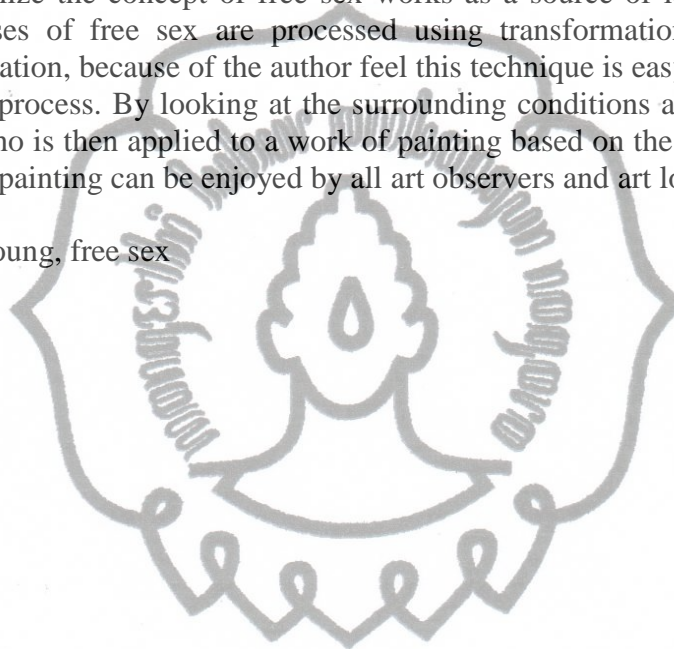 nize the concept of free sex works as a source of
ses of free sex are processed using transformation
ation, because of the author feel this technique is eas
process. By looking at the surrounding conditions a
no is then applied to a work of painting based on the
painting can be enjoyed by all art observers and art lo
oung, free sex